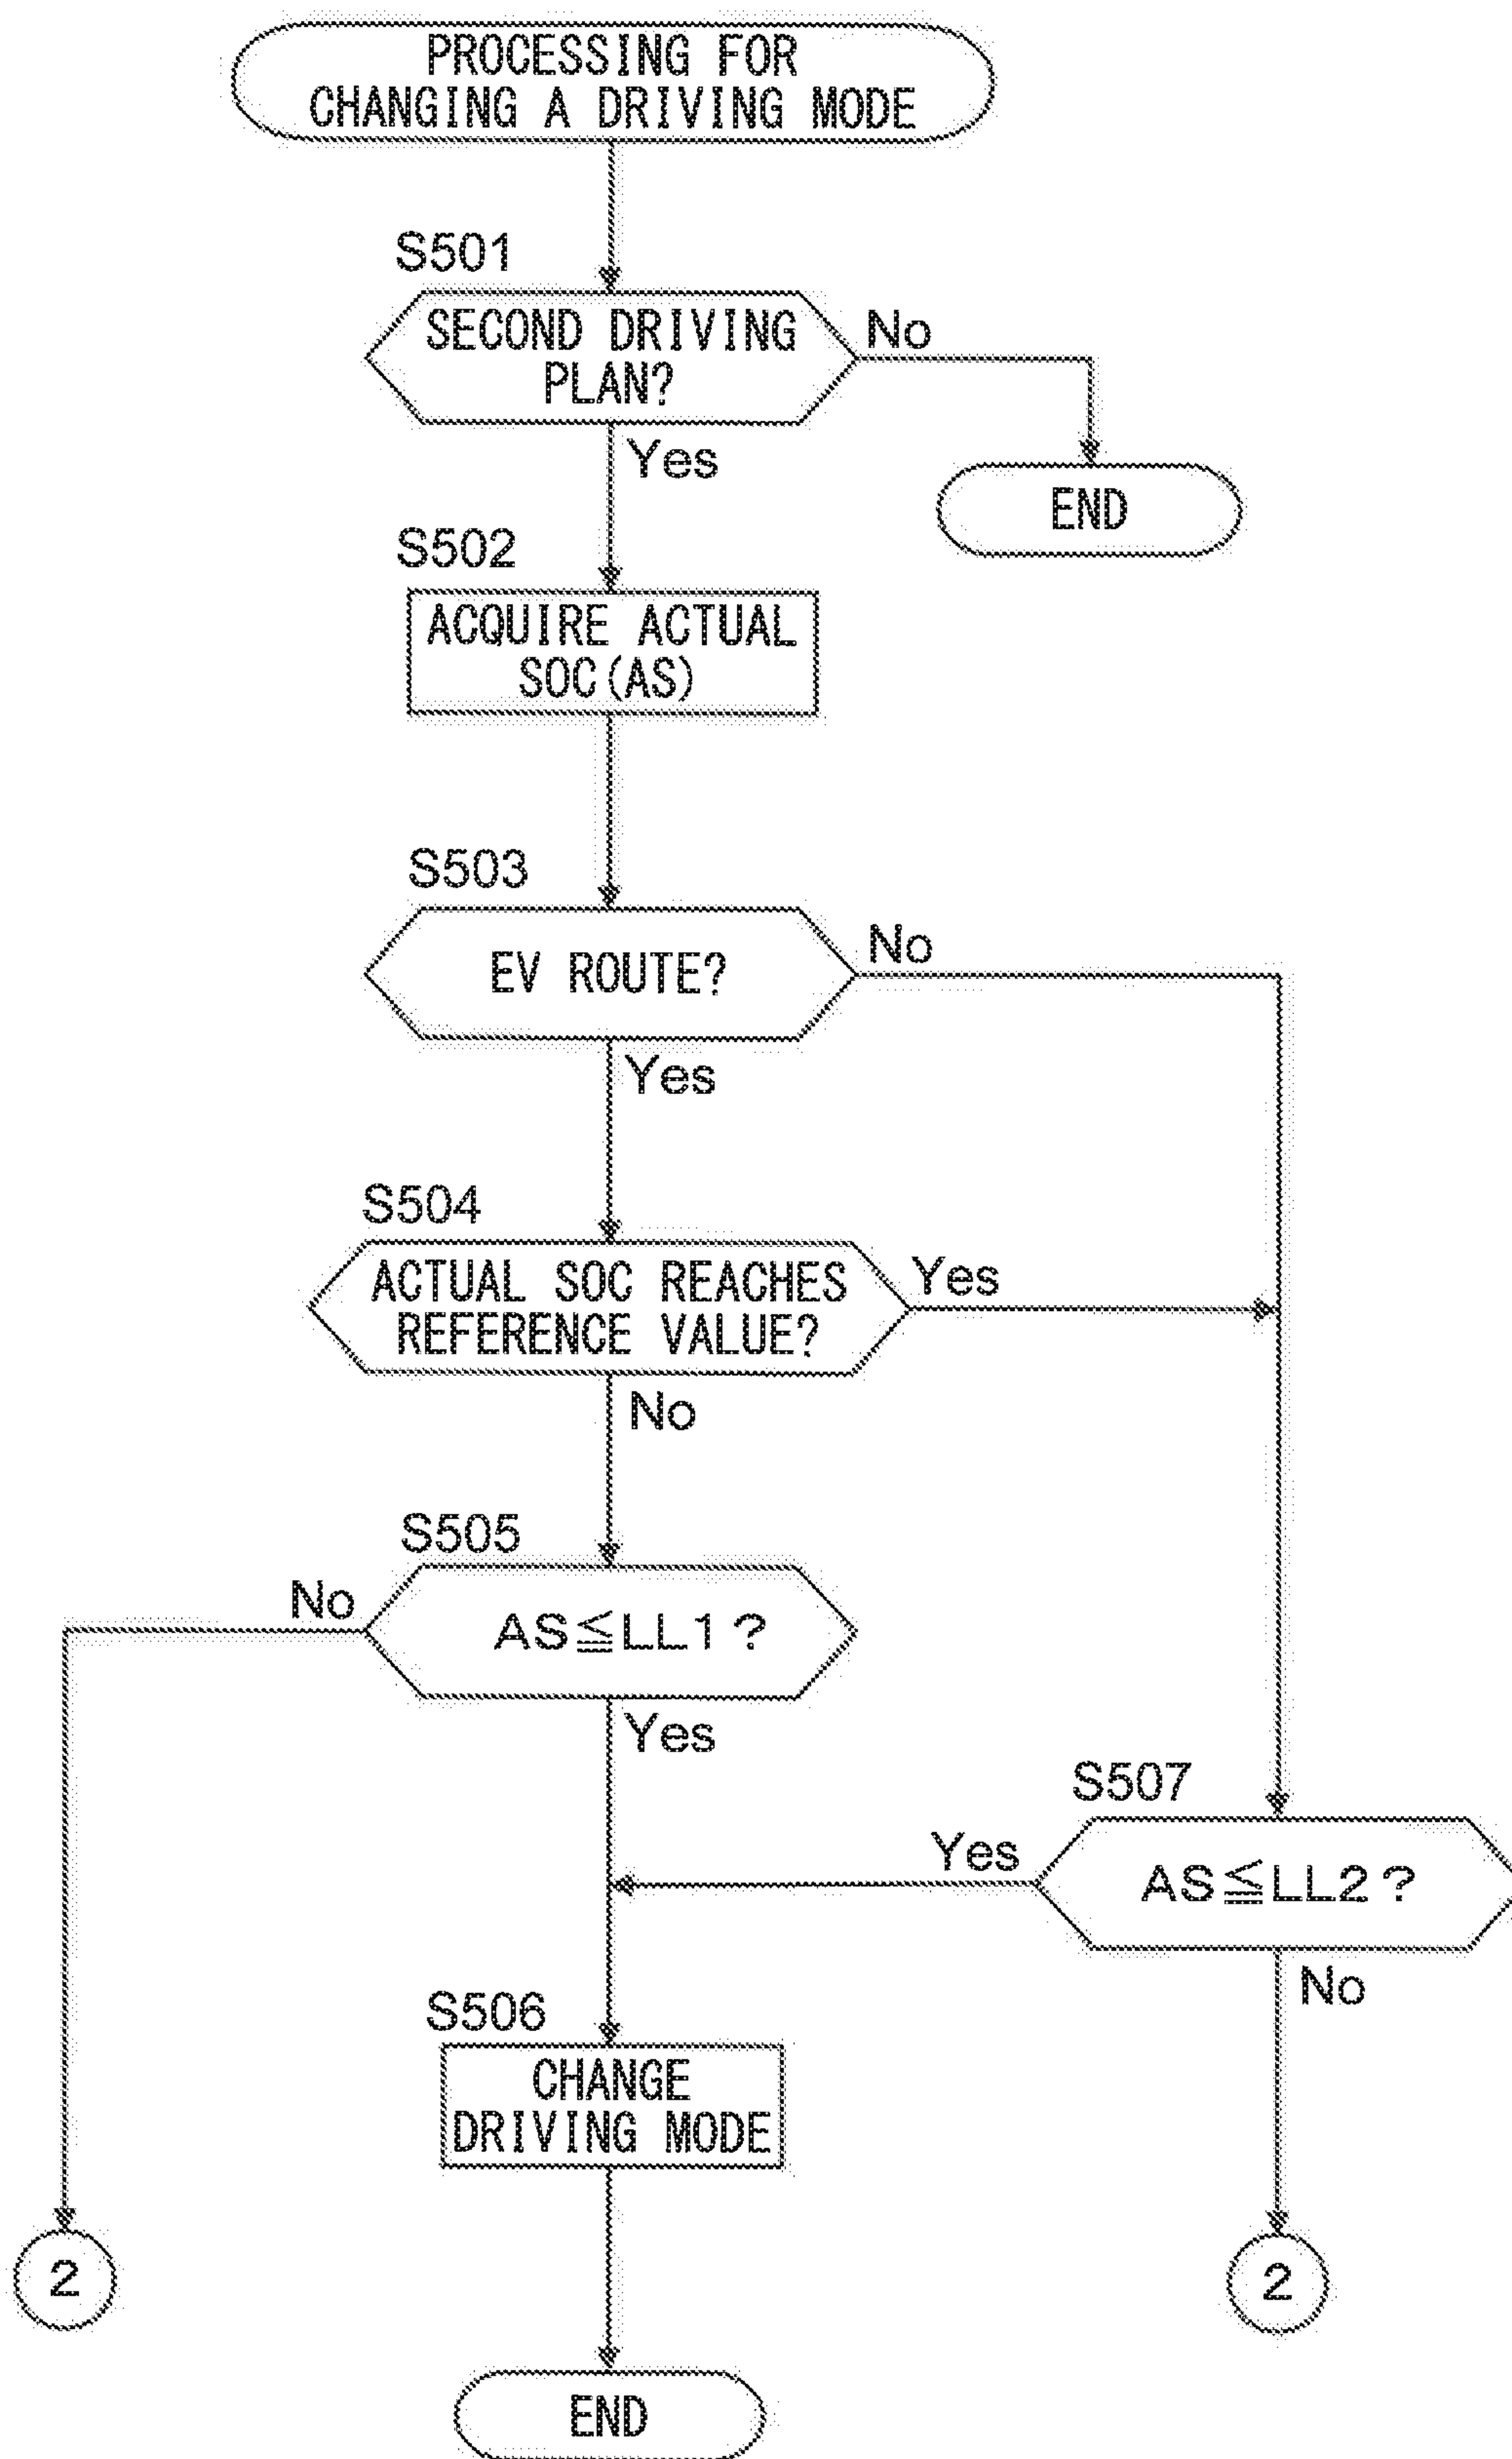 PROCESSING FOR
CHANGING A DRIVING MODE
S501
SECOND DRIVING
PLAN?
No
Yes
END
S502
ACQUIRE ACTUAL
SOC(AS)
S503
EV ROUTE?
No
Yes
S504
ACTUAL SOC REACHES
REFERENCE VALUE?
Yes
No
S505
No
AS≦LL1?
Yes
S507
Yes
AS≦LL2?
No
S506
CHANGE
DRIVING MODE
2
2
END